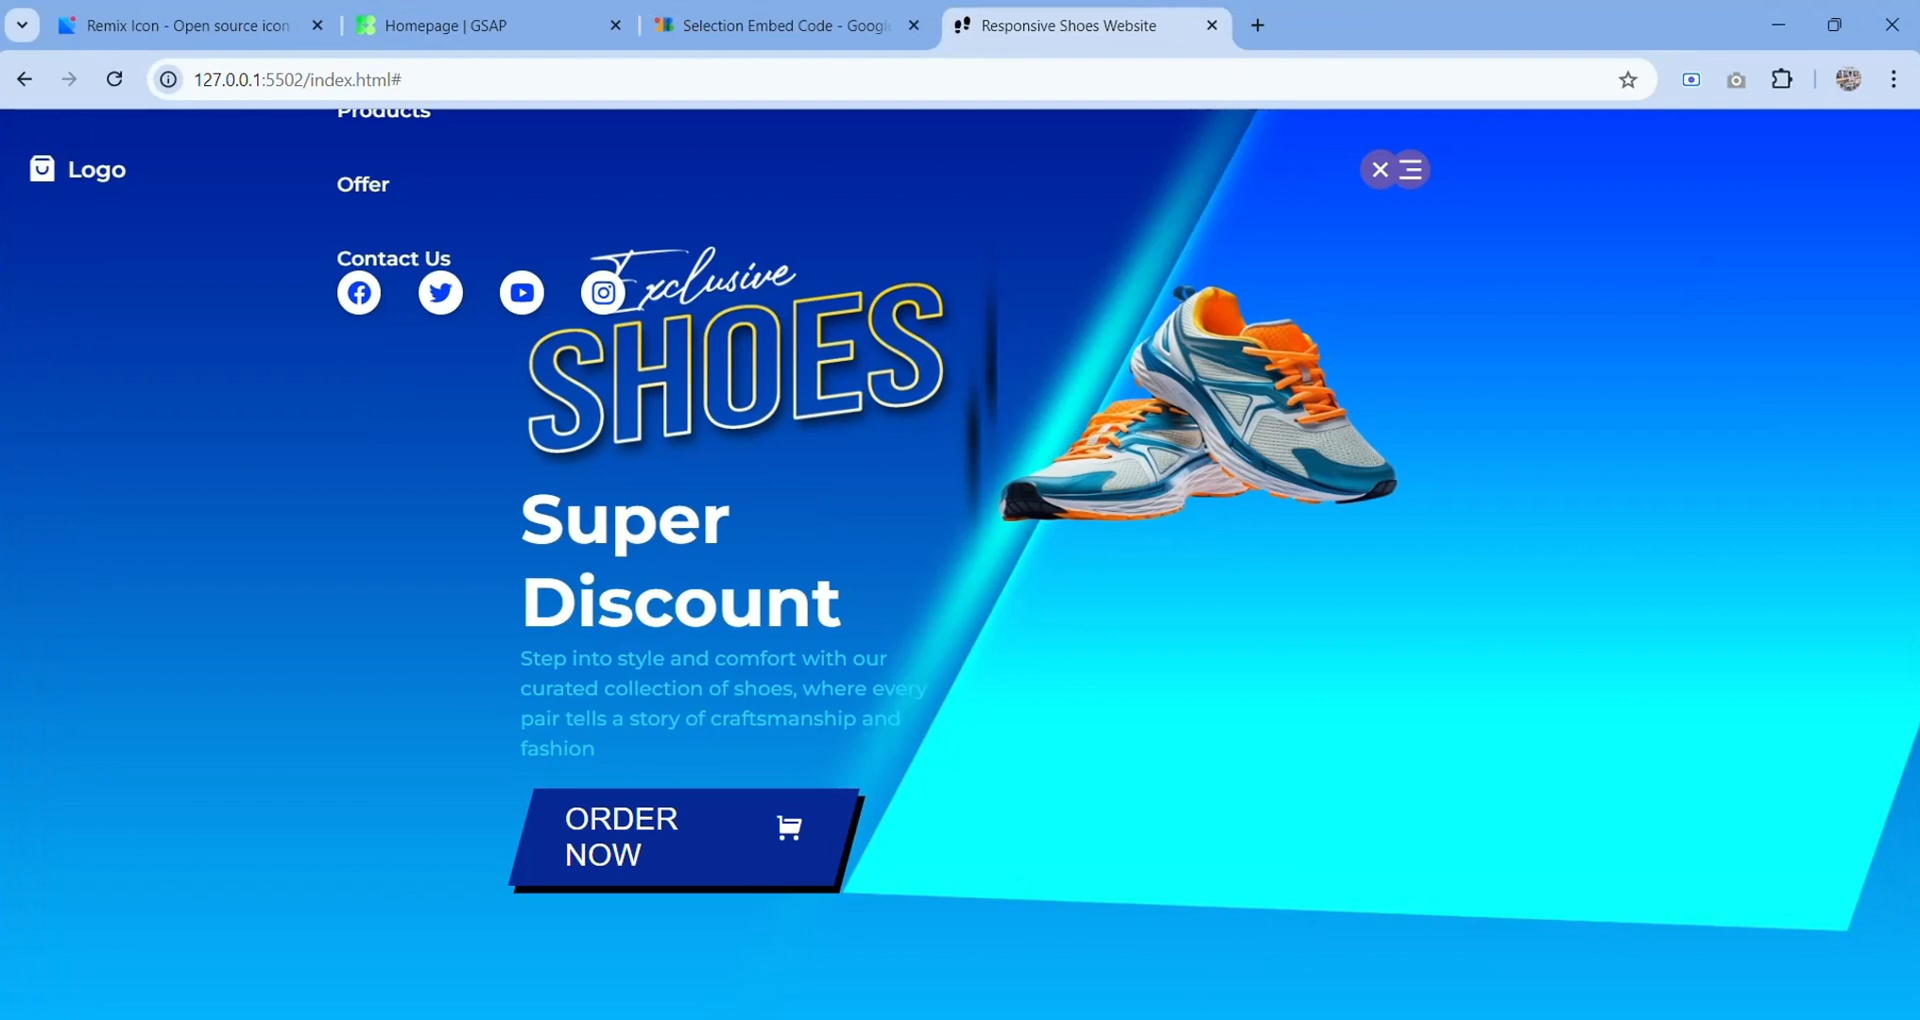 Remix Icon - Open source icon
Homepage | GSAP
Selection Embed Code - Googl
Responsive Shoes Website
127.0.0.1:5502/index.html#
Products
Logo
Offer
Contact Us
Exclusive
SHOES
Super
Discount
Step into style and comfort with our
curated collection of shoes, where every
pair tells a story of craftsmanship and
fashion
ORDER
NOW